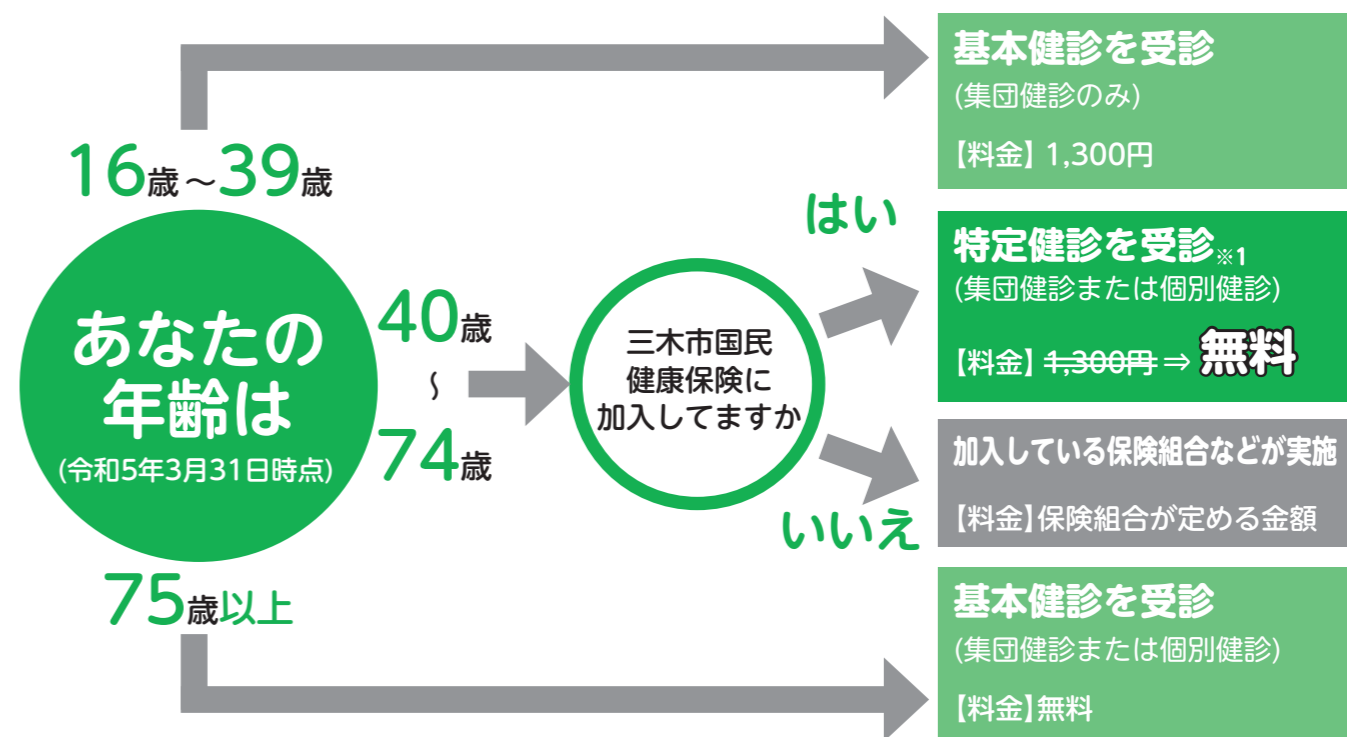 あなたの
年齢は
(令和5年3月31日時点)
16歳～39歳
基本健診を受診
(集団健診のみ)
【料金】1,300円
40歳
～
74歳
三木市国民
健康保険に
加入してますか
はい
特定健診を受診※1
(集団健診または個別健診)
【料金】1,300円⇒無料
いいえ
加入している保険組合などが実施
【料金】保険組合が定める金額
75歳以上
基本健診を受診
(集団健診または個別健診)
【料金】無料